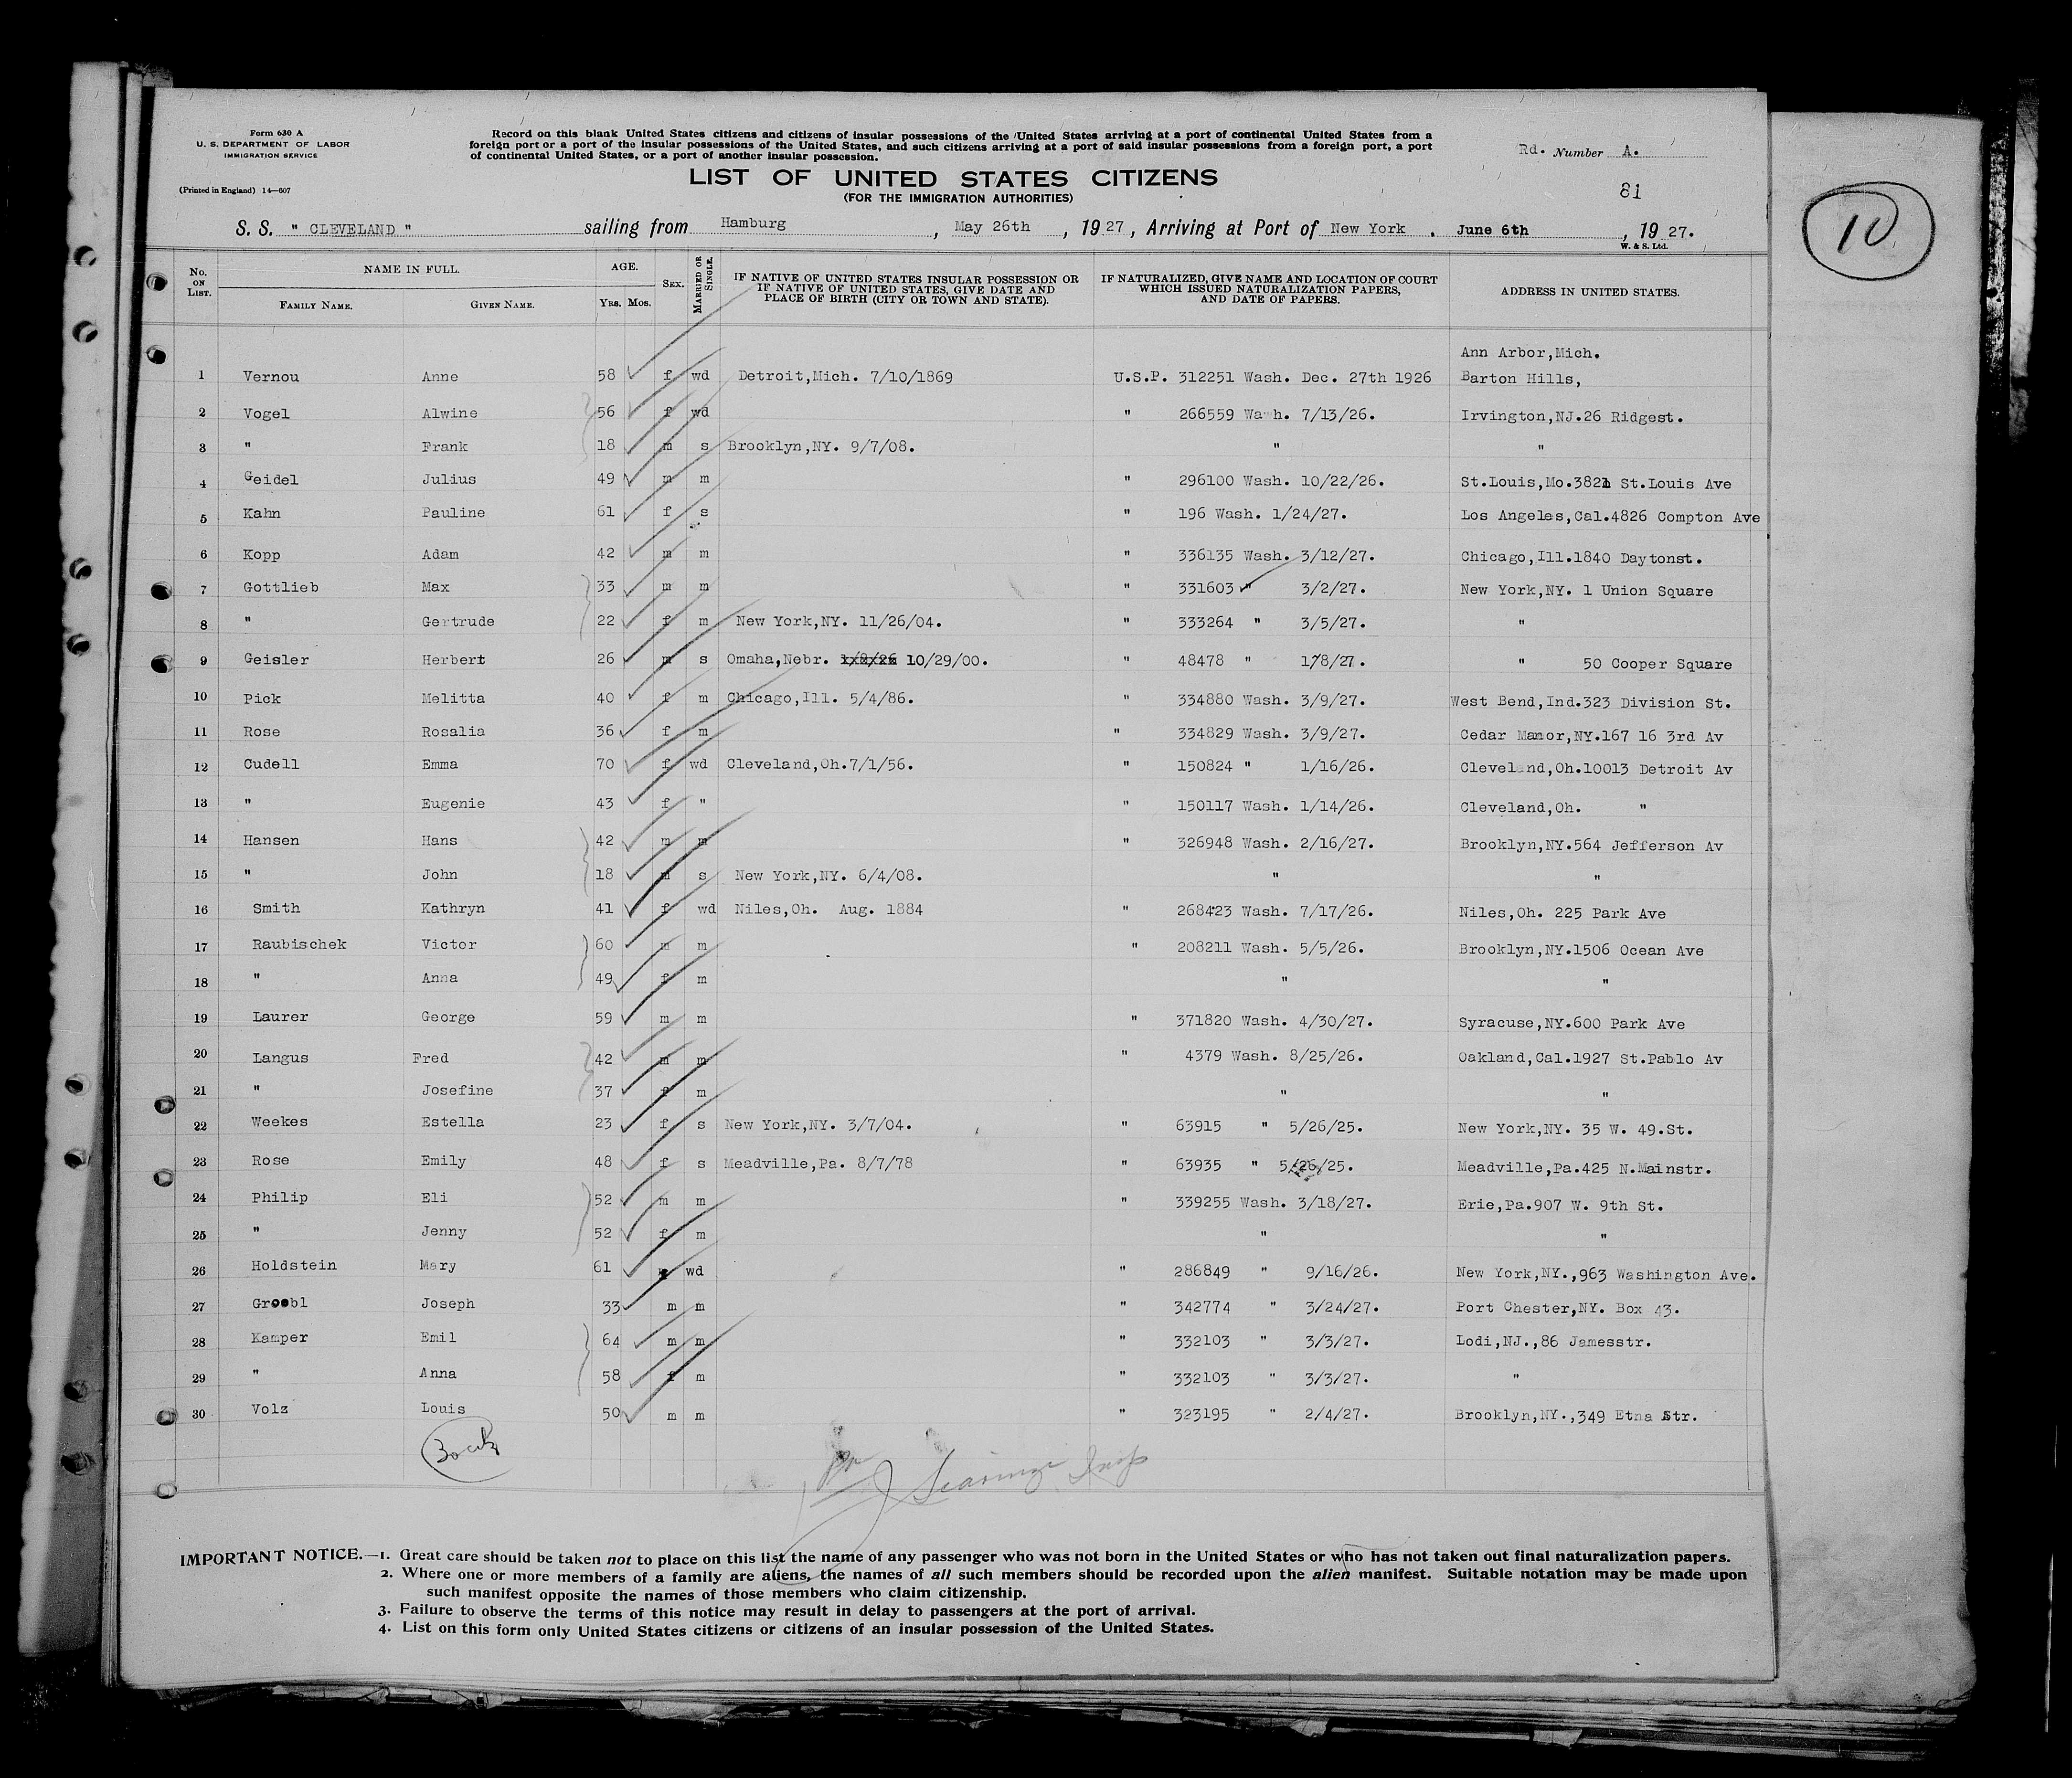 Form 630 A
U. S. DEPARTMENT OF LABOR
IMMIGRATION SERVICE
(Printed in England) 14—607
Record on this blank United States citizens and citizens of insular possessions of the United States arriving at a port of continental United States from a
foreign port or a port of the insular possessions of the United States, and such citizens arriving at a port of said insular possessions from a foreign port, a port
of continental United States, or a port of another insular possession.
Rd. Number A.
LIST OF UNITED STATES CITIZENS
(FOR THE IMMIGRATION AUTHORITIES)
81
10
S. S. " CLEVELAND " sailing from Hamburg, May 26th, 19 27, Arriving at Port of New York. June 6th, 19 27.
W. & S. Ltd.
No. ON LIST. NAME IN FULL. FAMILY NAME. GIVEN NAME. AGE. YRS. MOS. SEX. MARRIED OR SINGLE. IF NATIVE OF UNITED STATES INSULAR POSSESSION OR IF NATIVE OF UNITED STATES, GIVE DATE AND PLACE OF BIRTH (CITY OR TOWN AND STATE). IF NATURALIZED, GIVE NAME AND LOCATION OF COURT WHICH ISSUED NATURALIZATION PAPERS, AND DATE OF PAPERS. ADDRESS IN UNITED STATES.
Ann Arbor,Mich.
1 Vernou Anne 58 f wd Detroit,Mich. 7/10/1869 U.S.P. 312251 Wash. Dec. 27th 1926 Barton Hills,
2 Vogel Alwine 56 f wd " 266559 Wash. 7/13/26. Irvington,NJ.26 Ridgest.
3 " Frank 18 m s Brooklyn,NY. 9/7/08. " "
4 Geidel Julius 49 m m " 296100 Wash. 10/22/26. St.Louis,Mo. St.Louis Ave
5 Kahn Pauline 61 f s " 196 Wash. 1/24/27. Los Angeles,Cal.4826 Compton Ave
6 Kopp Adam 42 m m " 336135 Wash. 3/12/27. Chicago,Ill.1840 Daytonst.
7 Gottlieb Max 33 m m " 331603 " 3/2/27. New York,NY. 1 Union Square
8 " Gertrude 22 f m New York,NY. 11/26/04. " 333264 " 3/5/27. "
9 Geisler Herbert 26 m s Omaha,Nebr. 10/29/00. " 48478 " 1/8/27. " 50 Cooper Square
10 Pick Melitta 40 f m Chicago,Ill. 5/4/86. " 334880 Wash. 3/9/27. West Bend,Ind.323 Division St.
11 Rose Rosalia 36 f m " 334829 Wash. 3/9/27. Cedar Manor,NY.167 16 3rd Av
12 Cudell Emma 70 f wd Cleveland,Oh.7/1/56. " 150824 " 1/16/26. Cleveland,Oh.10013 Detroit Av
13 " Eugenie 43 f " " 150117 Wash. 1/14/26. Cleveland,Oh. "
14 Hansen Hans 42 m m " 326948 Wash. 2/16/27. Brooklyn,NY.564 Jefferson Av
15 " John 18 m s New York,NY. 6/4/08. " "
16 Smith Kathryn 41 f wd Niles,Oh. Aug. 1884 " 268423 Wash. 7/17/26. Niles,Oh. 225 Park Ave
17 Raubischek Victor 60 m m " 208211 Wash. 5/5/26. Brooklyn,NY.1506 Ocean Ave
18 " Anna 49 f m " "
19 Laurer George 59 m m " 371820 Wash. 4/30/27. Syracuse,NY.600 Park Ave
20 Langus Fred 42 m m " 4379 Wash. 8/25/26. Oakland,Cal.1927 St.Pablo Av
21 " Josefine 37 f m " "
22 Weekes Estella 23 f s New York,NY. 3/7/04. " 63915 " 5/26/25. New York,NY. 35 W. 49.St.
23 Rose Emily 48 f s Meadville,Pa. 8/7/78 " 63935 " 5/26/25. Meadville,Pa.425 N.Mainstr.
24 Philip Eli 52 m m " 339255 Wash. 3/18/27. Erie,Pa.907 W. 9th St.
25 " Jenny 52 f m " "
26 Holdstein Mary 61 wd " 286849 " 9/16/26. New York,NY.,963 Washington Ave.
27 Groebl Joseph 33 m m " 342774 " 3/24/27. Port Chester,NY. Box 43.
28 Kamper Emil 64 m m " 332103 " 3/3/27. Lodi,NJ.,86 Jamesstr.
29 " Anna 58 f m " 332103 " 3/3/27. "
30 Volz Louis 50 m m " 323195 " 2/4/27. Brooklyn,NY.,349 Etna Str.
IMPORTANT NOTICE.—1. Great care should be taken not to place on this list the name of any passenger who was not born in the United States or who has not taken out final naturalization papers.
2. Where one or more members of a family are aliens, the names of all such members should be recorded upon the alien manifest. Suitable notation may be made upon
such manifest opposite the names of those members who claim citizenship.
3. Failure to observe the terms of this notice may result in delay to passengers at the port of arrival.
4. List on this form only United States citizens or citizens of an insular possession of the United States.